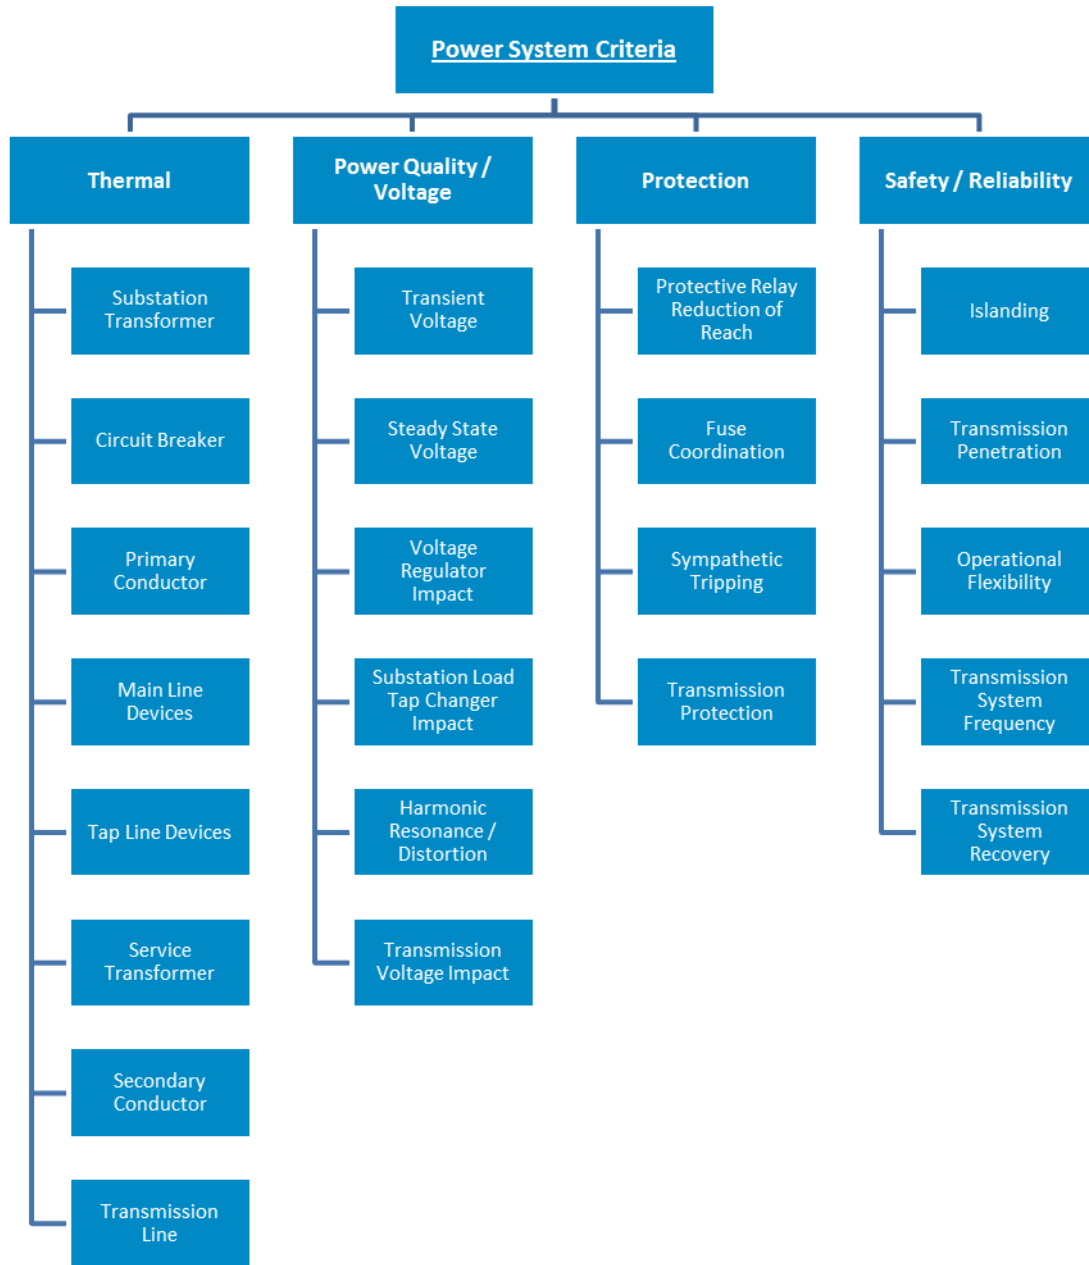 Power System Criteria
Thermal
Substation
Transformer
Circuit Breaker
Primary
Conductor
Main Line
Devices
Tap Line Devices
Service
Transformer
Secondary
Conductor
Transmission
Line
Power Quality /
Voltage
Transient
Voltage
Steady State
Voltage
Voltage
Regulator
Impact
Substation Load
Tap Changer
Impact
Harmonic
Resonance /
Distortion
Transmission
Voltage Impact
Protection
Protective Relay
Reduction of
Reach
Fuse
Coordination
Sympathetic
Tripping
Transmission
Protection
Safety / Reliability
Islanding
Transmission
Penetration
Operational
Flexibility
Transmission
System
Frequency
Transmission
System
Recovery